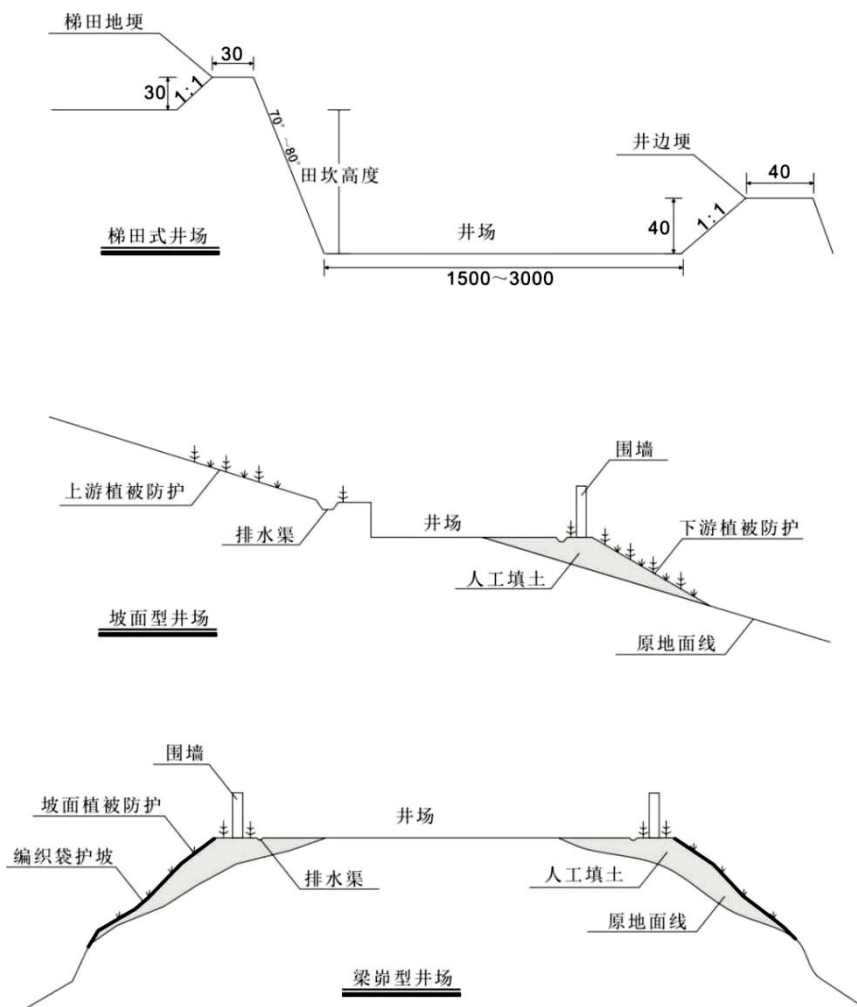 梯田地埂
30
30
1:1
70°~80°
田坎高度
井边埂
40
40
1:1
井场
梯田式井场
1500~3000
围墙
上游植被防护
排水渠
井场
下游植被防护
人工填土
坡面型井场
原地面线
围墙
坡面植被防护
井场
编织袋护坡
排水渠
人工填土
原地面线
梁峁型井场